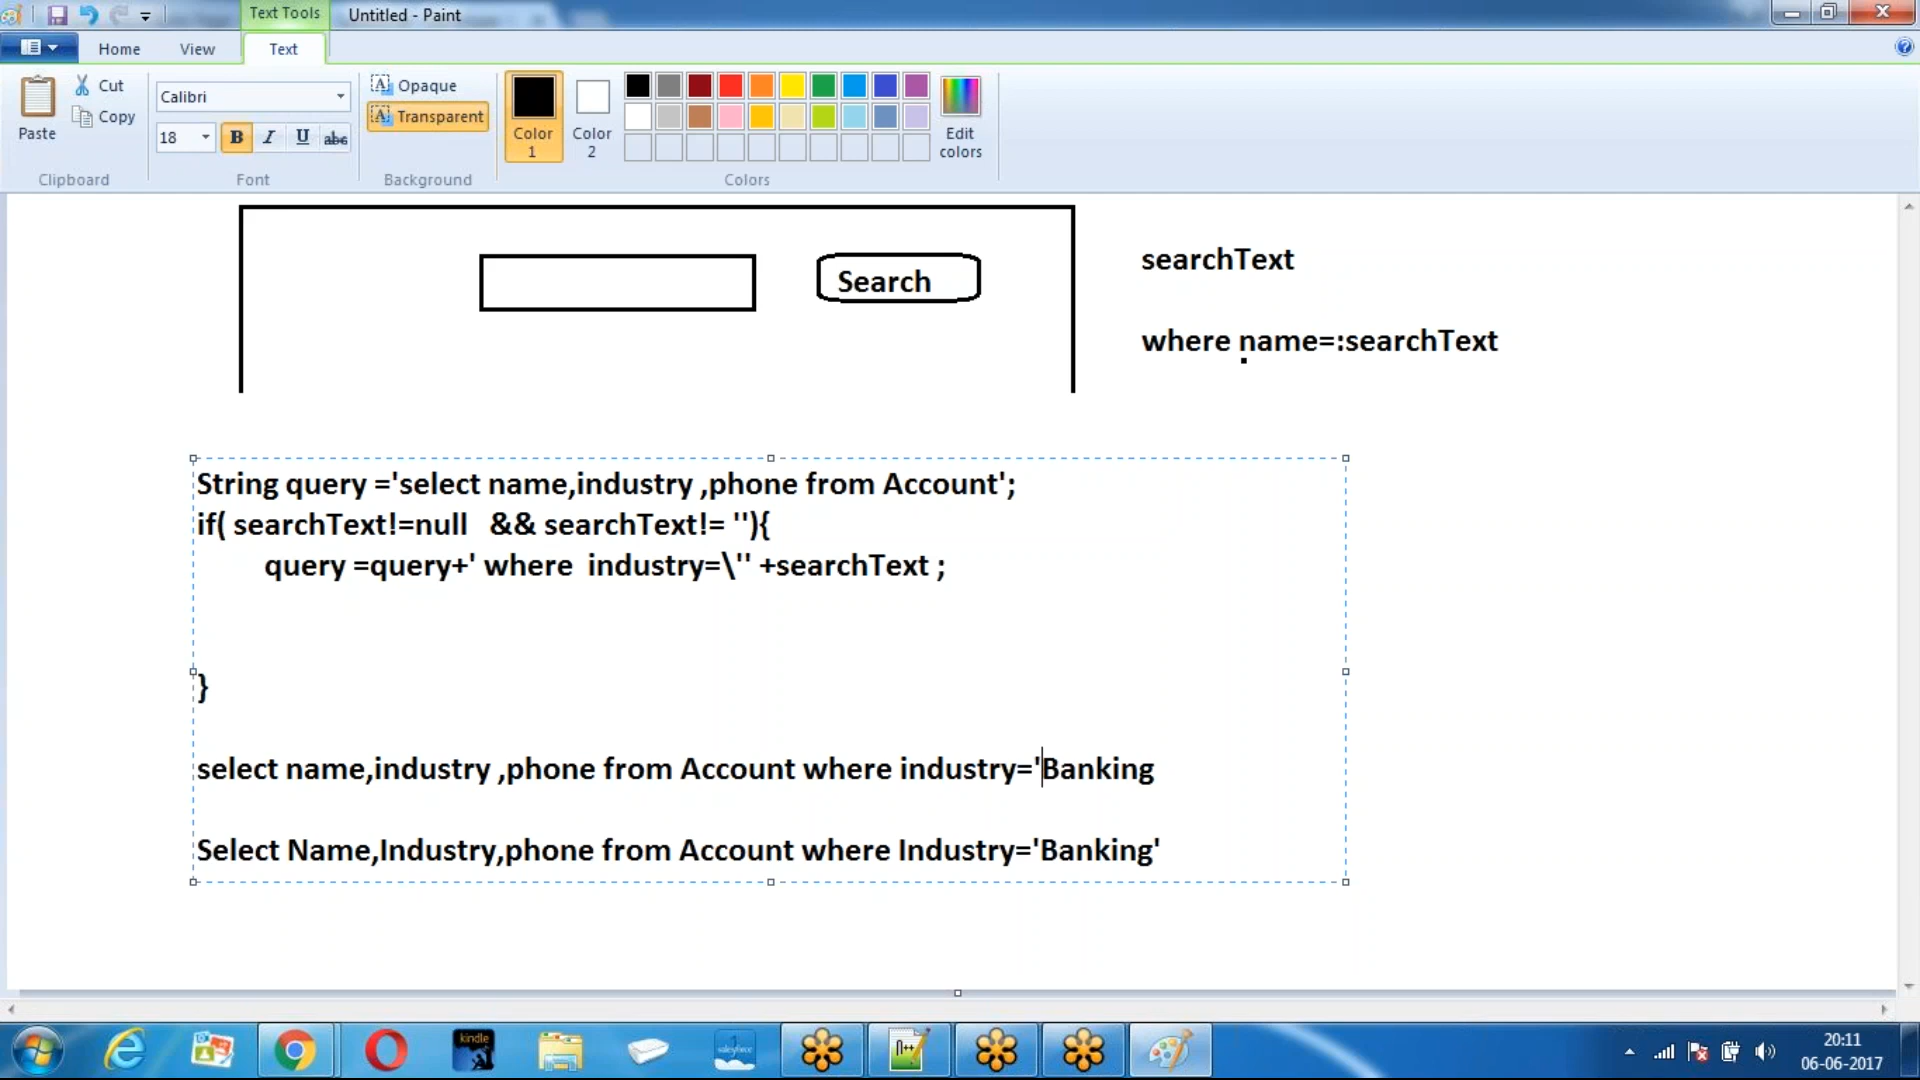 Text Tools
Untitled - Paint
Home
View
Text
Paste
Cut
Copy
Clipboard
Calibri
18
B I U abc
Font
Opaque
Transparent
Background
Color 1
Color 2
Edit colors
Colors
Search
searchText
where name=:searchText
String query ='select name,industry ,phone from Account';
if( searchText!=null && searchText!= ''){
query =query+' where industry=\'' +searchText ;
}
select name,industry ,phone from Account where industry='Banking
Select Name,Industry,phone from Account where Industry='Banking'
kindle
salesforce
20:11
06-06-2017